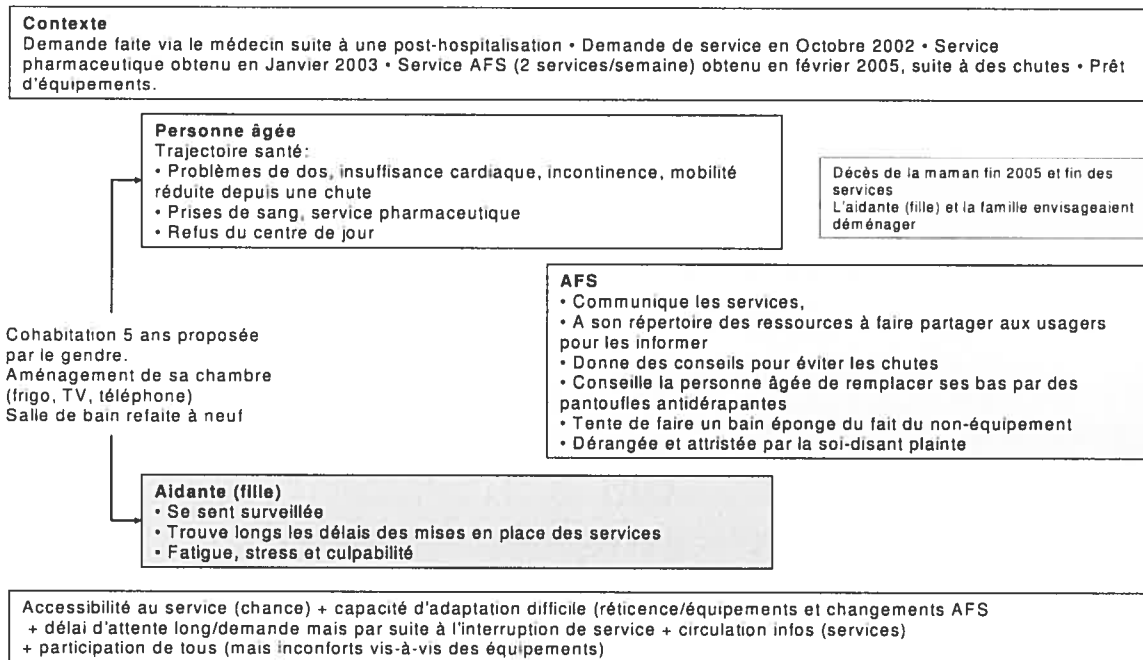 Contexte
Demande faite via le médecin suite à une post-hospitalisation • Demande de service en Octobre 2002 • Service
pharmaceutique obtenu en Janvier 2003 • Service AFS (2 services/semaine) obtenu en février 2005, suite à des chutes • Prêt
d'équipements.
Personne âgée
Trajectoire santé:
• Problèmes de dos, insuffisance cardiaque, incontinence, mobilité
réduite depuis une chute
• Prises de sang, service pharmaceutique
• Refus du centre de jour
Décès de la maman fin 2005 et fin des
services
L'aidante (fille) et la famille envisageaient
déménager
AFS
• Communique les services,
• A son répertoire des ressources à faire partager aux usagers
pour les informer
• Donne des conseils pour éviter les chutes
• Conseille la personne âgée de remplacer ses bas par des
pantoufles antidérapantes
• Tente de faire un bain éponge du fait du non-équipement
• Dérangée et attristée par la soi-disant plainte
Cohabitation 5 ans proposée
par le gendre.
Aménagement de sa chambre
(frigo, TV, téléphone)
Salle de bain refaite à neuf
Aidante (fille)
• Se sent surveillée
• Trouve longs les délais des mises en place des services
• Fatigue, stress et culpabilité
Accessibilité au service (chance) + capacité d'adaptation difficile (réticence/équipements et changements AFS
+ délai d'attente long/demande mais par suite à l'interruption de service + circulation infos (services)
+ participation de tous (mais inconforts vis-à-vis des équipements)